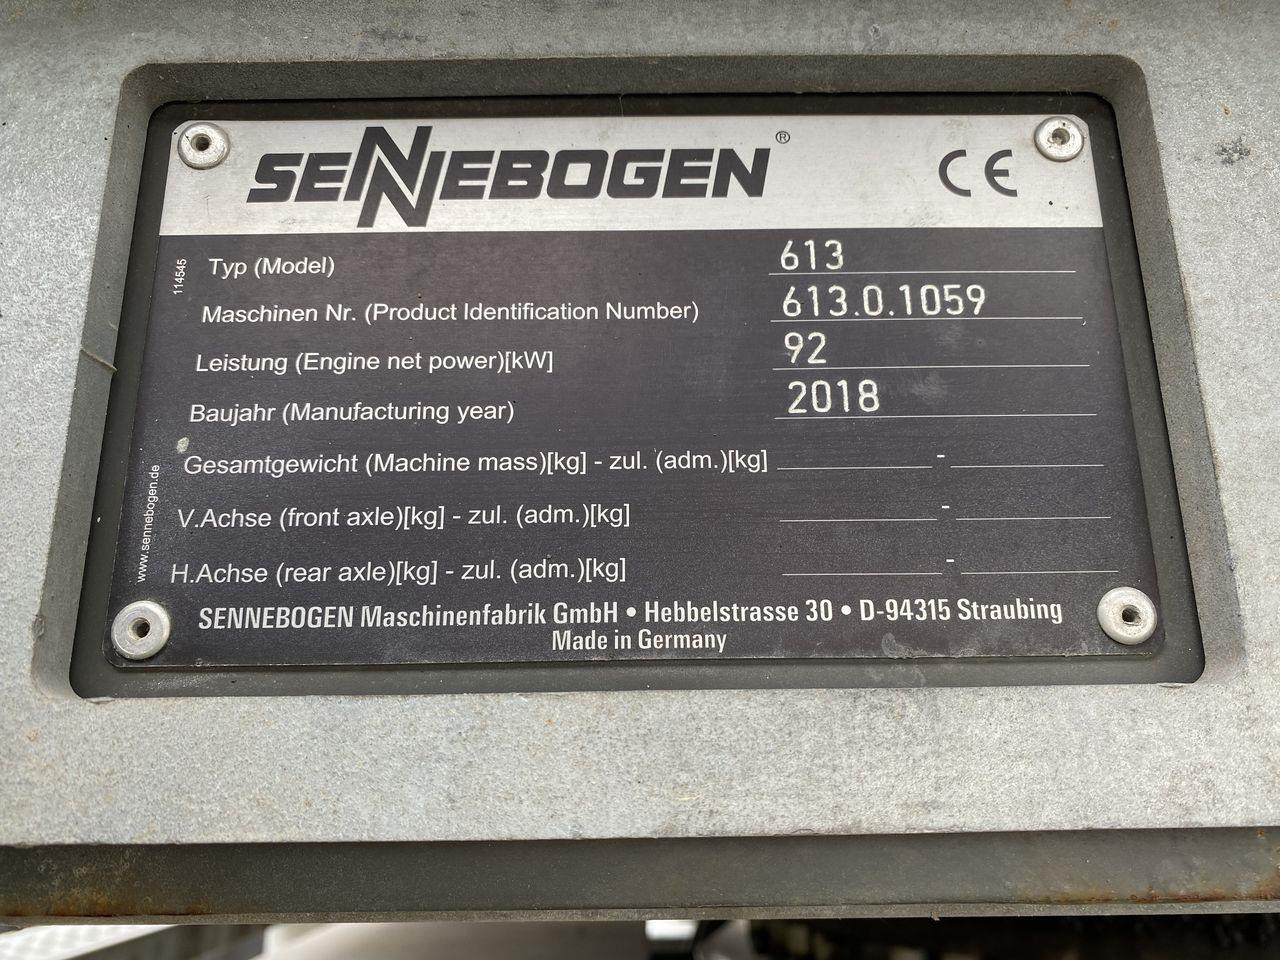 SENNEBOGEN®
CE
114545
Typ (Model) 613
Maschinen Nr. (Product Identification Number) 613.0.1059
Leistung (Engine net power)[kW] 92
Baujahr (Manufacturing year) 2018
Gesamtgewicht (Machine mass)[kg] - zul. (adm.)[kg] -
V.Achse (front axle)[kg] - zul. (adm.)[kg] -
H.Achse (rear axle)[kg] - zul. (adm.)[kg] -
www.sennebogen.de
SENNEBOGEN Maschinenfabrik GmbH • Hebbelstrasse 30 • D-94315 Straubing
Made in Germany